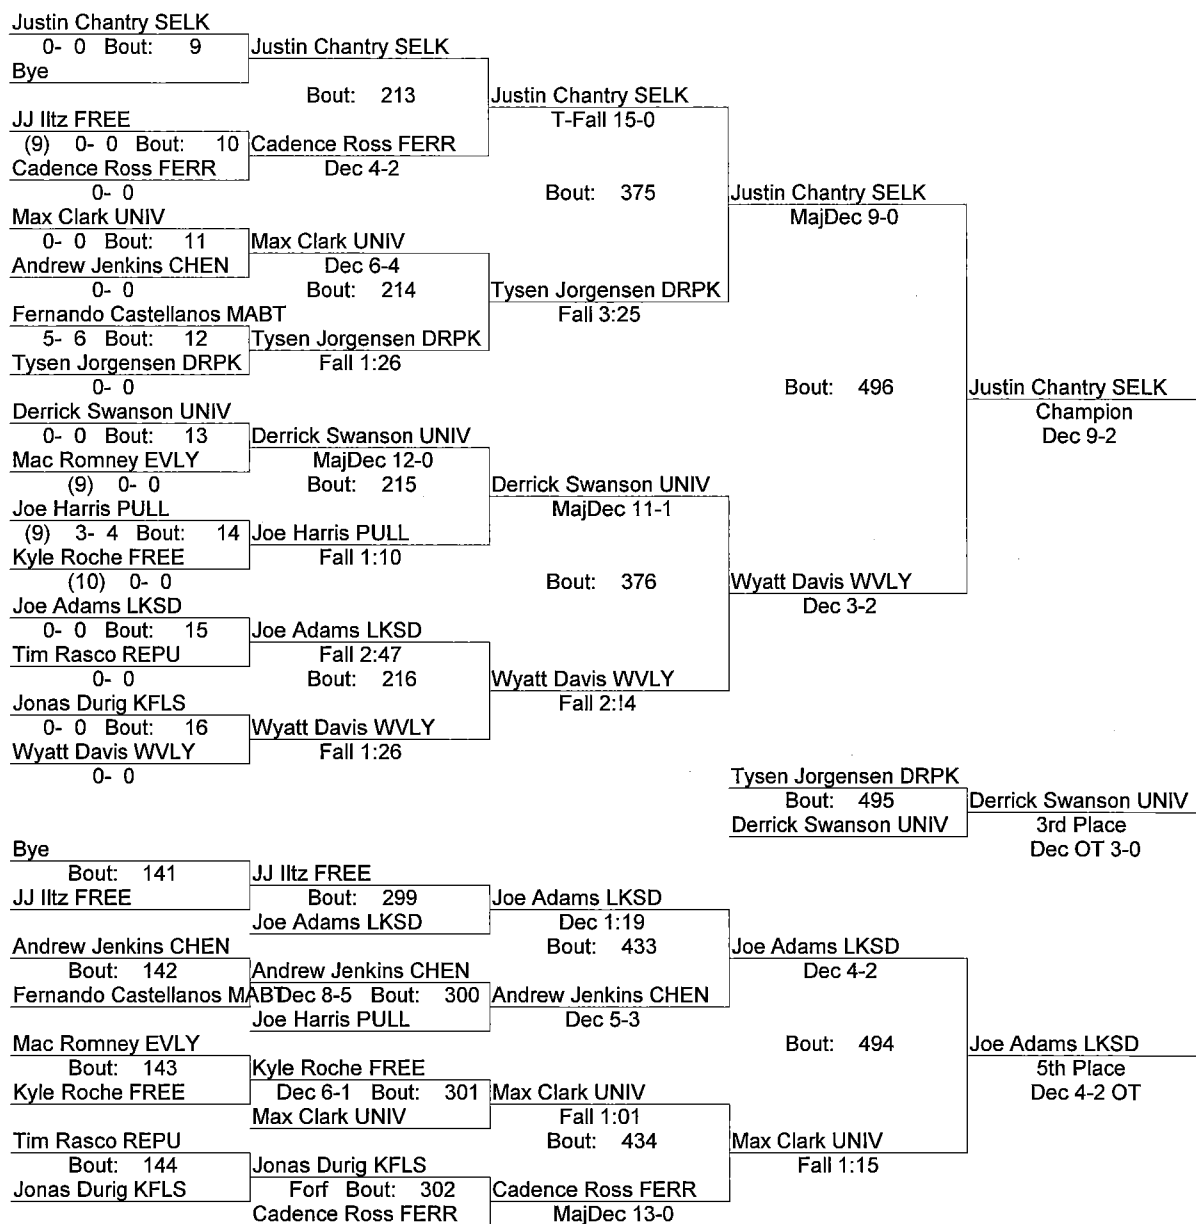 Justin Chantry SELK
0- 0 Bout: 9
Justin Chantry SELK
Bye
Bout: 213
Justin Chantry SELK
T-Fall 15-0
JJ Iltz FREE
(9) 0- 0 Bout: 10
Cadence Ross FERR
Cadence Ross FERR
Dec 4-2
0- 0
Bout: 375
Justin Chantry SELK
MajDec 9-0
Max Clark UNIV
0- 0 Bout: 11
Max Clark UNIV
Andrew Jenkins CHEN
Dec 6-4
0- 0
Bout: 214
Tysen Jorgensen DRPK
Fall 3:25
Fernando Castellanos MABT
5- 6 Bout: 12
Tysen Jorgensen DRPK
Tysen Jorgensen DRPK
Fall 1:26
0- 0
Bout: 496
Justin Chantry SELK
Champion
Dec 9-2
Derrick Swanson UNIV
0- 0 Bout: 13
Derrick Swanson UNIV
Mac Romney EVLY
MajDec 12-0
(9) 0- 0
Bout: 215
Derrick Swanson UNIV
MajDec 11-1
Joe Harris PULL
(9) 3- 4 Bout: 14
Joe Harris PULL
Kyle Roche FREE
Fall 1:10
(10) 0- 0
Bout: 376
Wyatt Davis WVLY
Dec 3-2
Joe Adams LKSD
0- 0 Bout: 15
Joe Adams LKSD
Tim Rasco REPU
Fall 2:47
0- 0
Bout: 216
Wyatt Davis WVLY
Fall 2:!4
Jonas Durig KFLS
0- 0 Bout: 16
Wyatt Davis WVLY
Wyatt Davis WVLY
Fall 1:26
0- 0
Tysen Jorgensen DRPK
Bout: 495
Derrick Swanson UNIV
Derrick Swanson UNIV
3rd Place
Dec OT 3-0
Bye
Bout: 141
JJ Iltz FREE
JJ Iltz FREE
Bout: 299
Joe Adams LKSD
Joe Adams LKSD
Dec 1:19
Andrew Jenkins CHEN
Bout: 433
Joe Adams LKSD
Dec 4-2
Bout: 142
Andrew Jenkins CHEN
Fernando Castellanos MABT
Dec 8-5 Bout: 300
Andrew Jenkins CHEN
Joe Harris PULL
Dec 5-3
Mac Romney EVLY
Bout: 494
Joe Adams LKSD
5th Place
Dec 4-2 OT
Bout: 143
Kyle Roche FREE
Kyle Roche FREE
Dec 6-1 Bout: 301
Max Clark UNIV
Max Clark UNIV
Fall 1:01
Tim Rasco REPU
Bout: 434
Max Clark UNIV
Fall 1:15
Bout: 144
Jonas Durig KFLS
Jonas Durig KFLS
Forf Bout: 302
Cadence Ross FERR
Cadence Ross FERR
MajDec 13-0